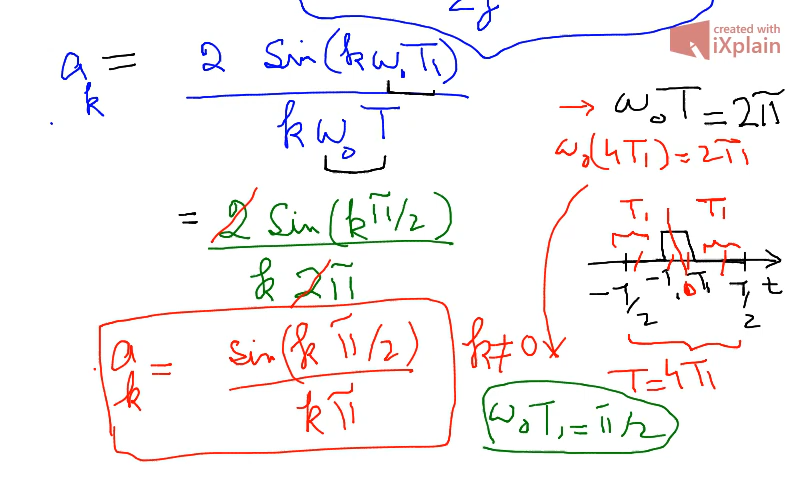 2j
created with
iXplain
a_k = 2 sin(kω₀T₁) / kω₀T
→ ω₀T = 2π
ω₀(4T₁) = 2π
= 2 sin(kπ/2) / k2π
T₁ T₁
-T/2 -T₁ 0 T₁ T/2 t
T = 4T₁
a_k = sin(kπ/2) / kπ
k≠0
ω₀T₁ = π/2